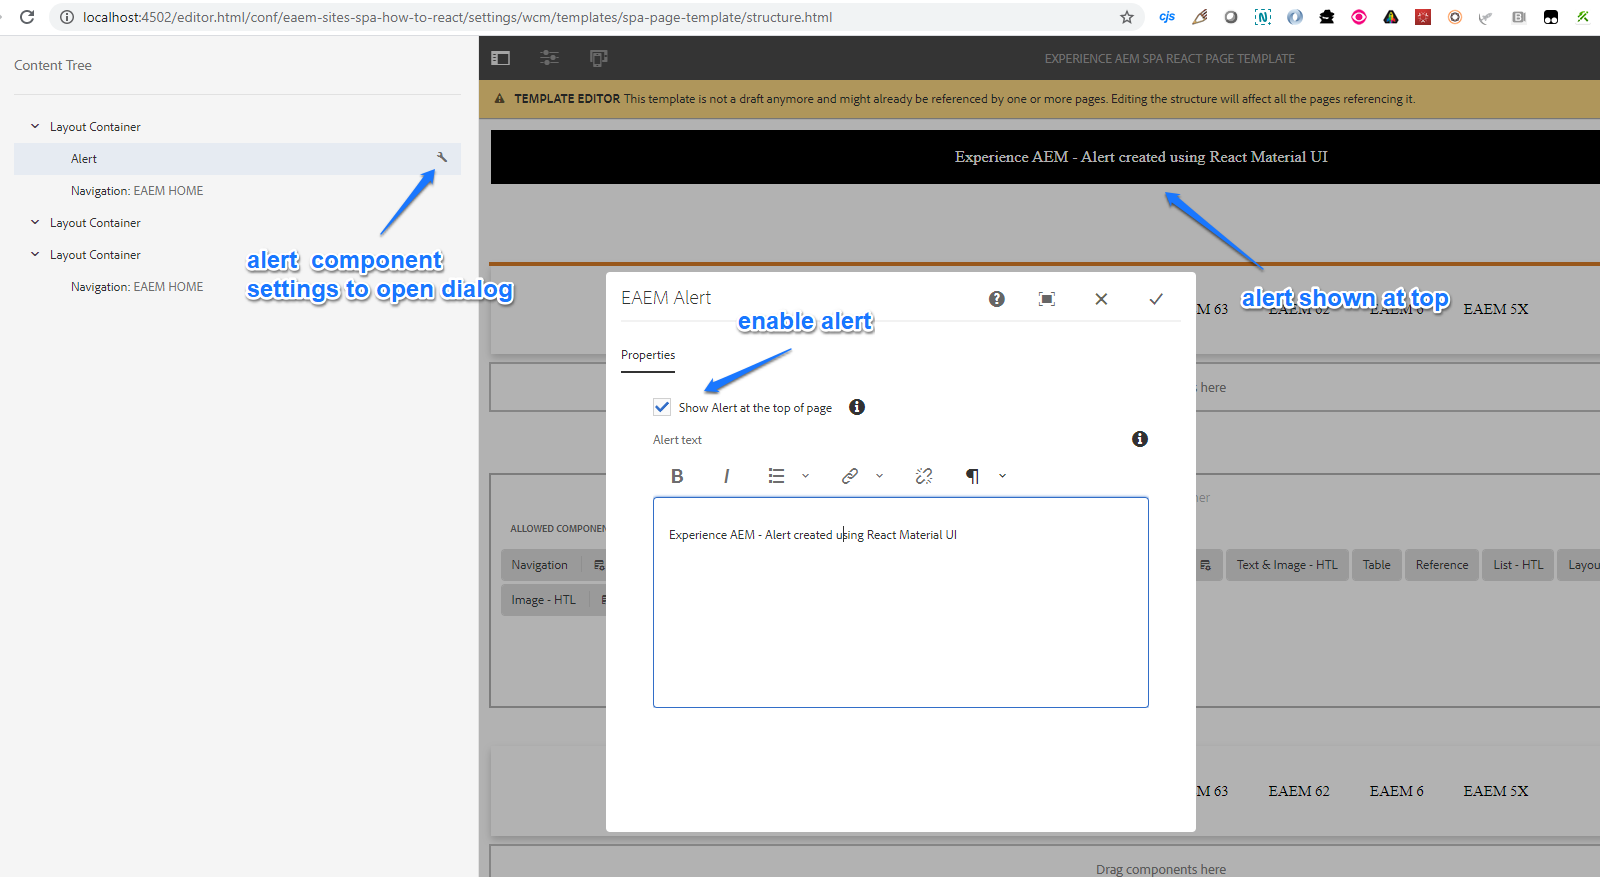 localhost:4502/editor.html/conf/eaem-sites-spa-how-to-react/settings/wcm/templates/spa-page-template/structure.html
cjs
Content Tree
Layout Container
Alert
Navigation: EAEM HOME
Layout Container
Layout Container
Navigation: EAEM HOME
alert component
settings to open dialog
EXPERIENCE AEM SPA REACT PAGE TEMPLATE
TEMPLATE EDITOR This template is not a draft anymore and might already be referenced by one or more pages. Editing the structure will affect all the pages referencing it.
Experience AEM - Alert created using React Material UI
alert shown at top
M 63 EAEM 62 EAEM 6 EAEM 5X
EAEM Alert
enable alert
Properties
Show Alert at the top of page
Alert text
B I
Experience AEM - Alert created using React Material UI
s here
ner
ALLOWED COMPONEN
Navigation
Text & Image - HTL Table Reference List - HTL Layou
Image - HTL
M 63 EAEM 62 EAEM 6 EAEM 5X
Drag components here